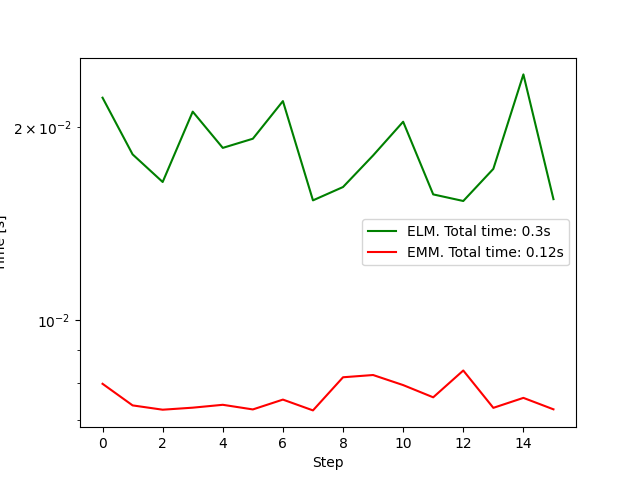 2 × 10⁻²
10⁻²
Time [s]
ELM. Total time: 0.3s
EMM. Total time: 0.12s
0 2 4 6 8 10 12 14
Step